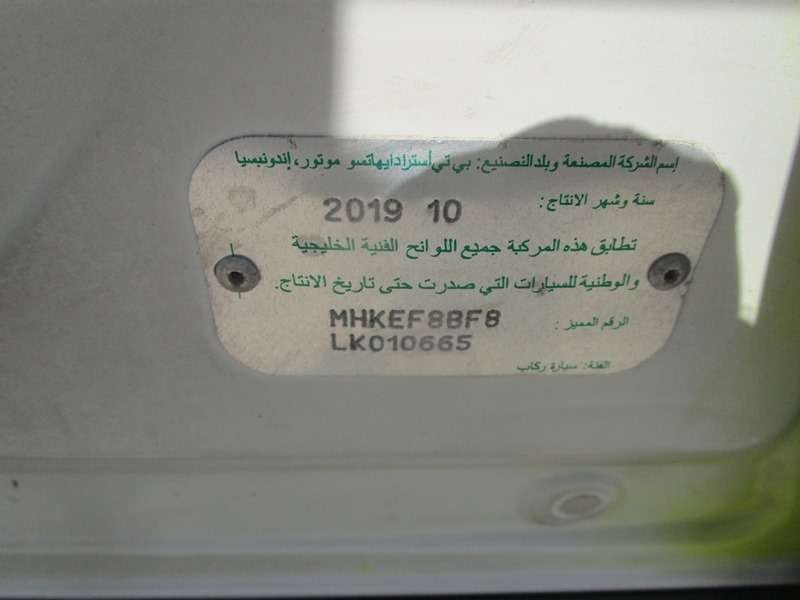 إسم الشركة المصنعة وبلد التصنيع: بي تي أسترا دايهاتسو موتور، إندونيسيا
سنة وشهر الانتاج: 2019 10
تطابق هذه المركبة جميع اللوائح الفنية الخليجية
والوطنية للسيارات التي صدرت حتى تاريخ الانتاج.
الرقم المميز: MHKEF8BF8
LK010665
الفئة: سيارة ركاب